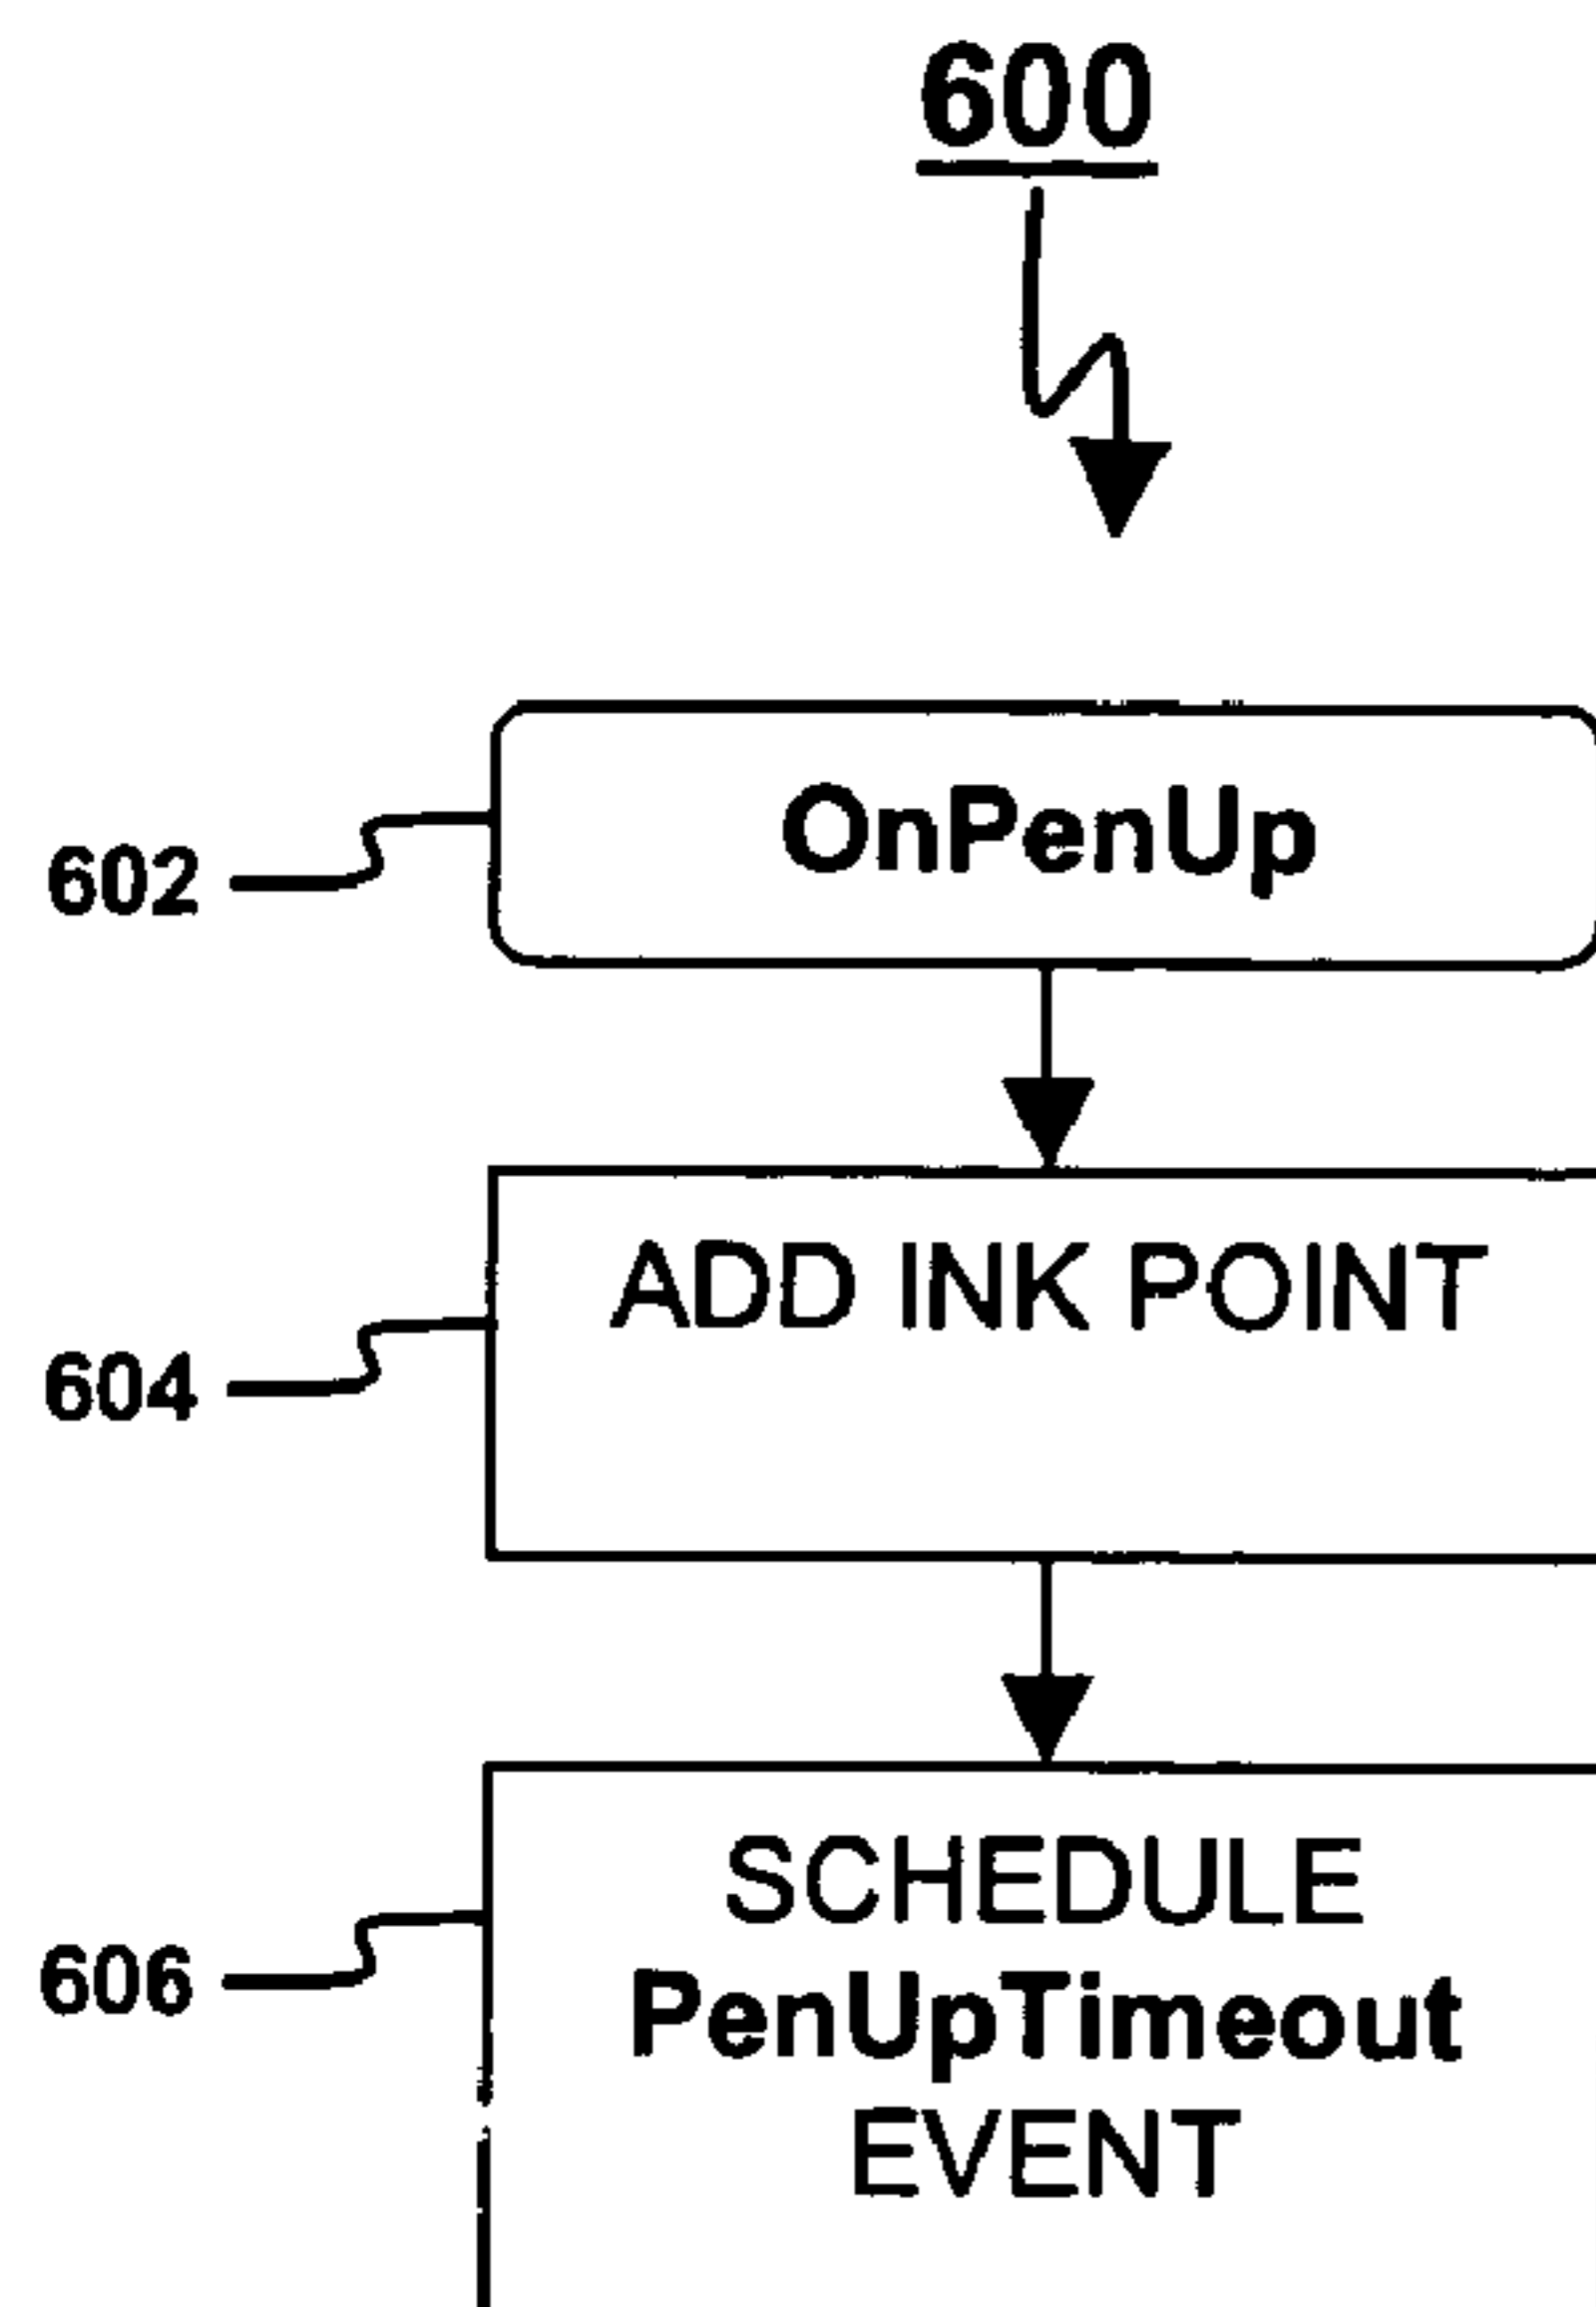 600
OnPenUp
602
ADD INK POINT
604
SCHEDULE
PenUpTimeout
EVENT
606